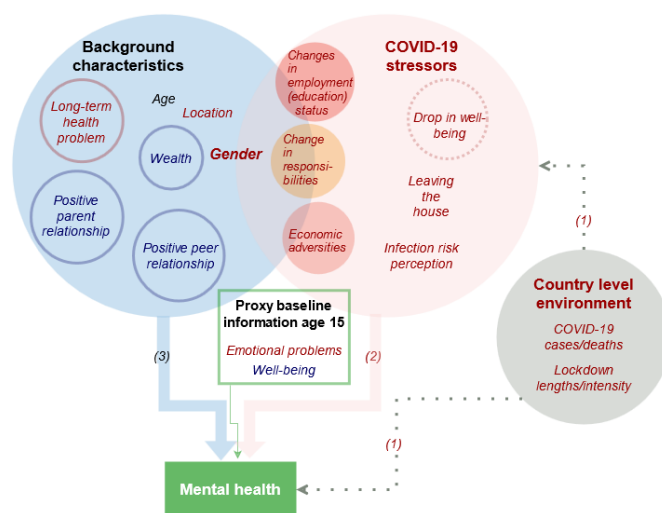 Background
characteristics
COVID-19
stressors
Changes
in
employment
(education)
status
Long-term
health
problem
Age
Location
Drop in well-
being
Wealth
Gender
Change
in
responsi-
bilities
Positive
parent
relationship
Leaving
the
house
Positive peer
relationship
Economic
adversities
Infection risk
perception
(1)
Country level
environment
COVID-19
cases/deaths
Lockdown
lengths/intensity
Proxy baseline
information age 15
Emotional problems
Well-being
(3)
(2)
(1)
Mental health